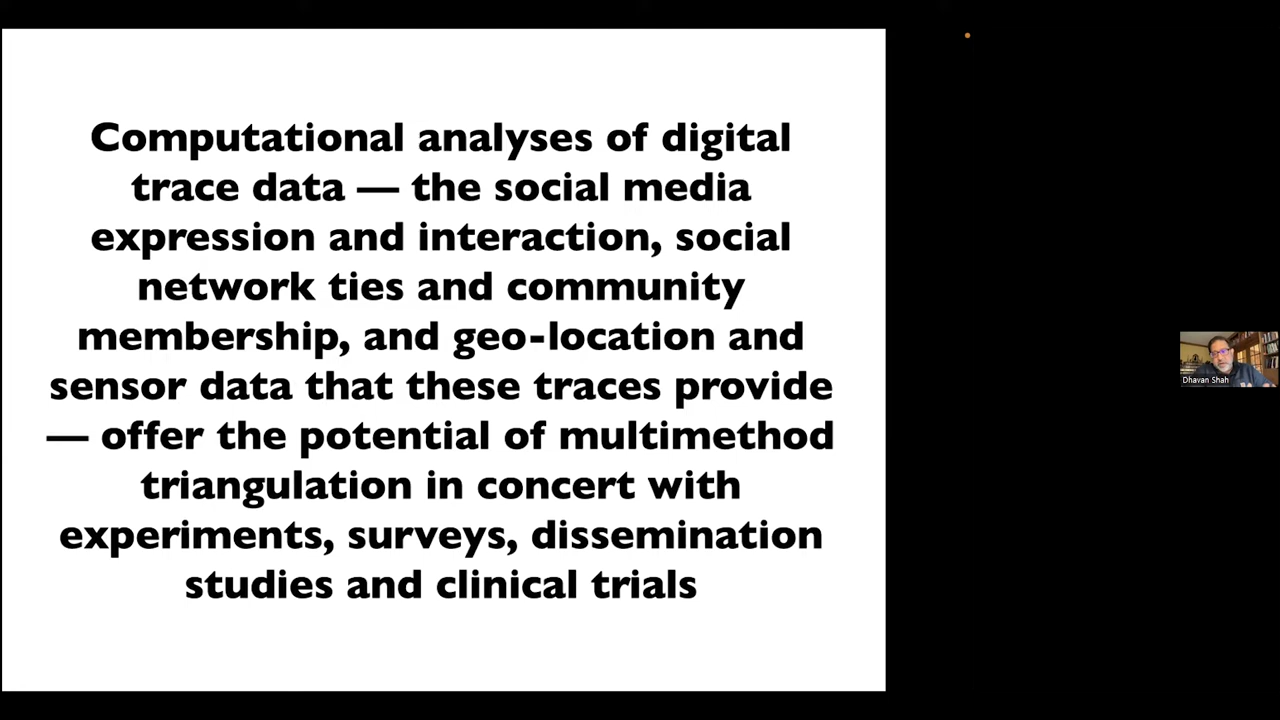 Computational analyses of digital
trace data — the social media
expression and interaction, social
network ties and community
membership, and geo-location and
sensor data that these traces provide
— offer the potential of multimethod
triangulation in concert with
experiments, surveys, dissemination
studies and clinical trials
Dhavan Shah